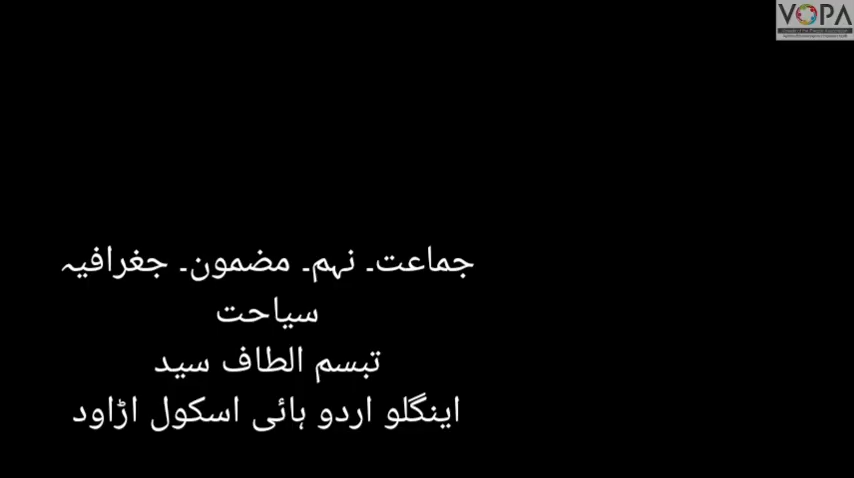 VOPA
جماعت۔ نہم۔ مضمون۔ جغرافیہ
سیاحت
تبسم الطاف سید
اینگلو اردو ہائی اسکول اڑاود